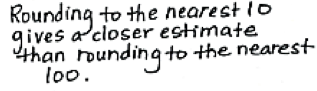 Rounding to the nearest 10
gives a closer estimate
than rounding to the nearest
100.